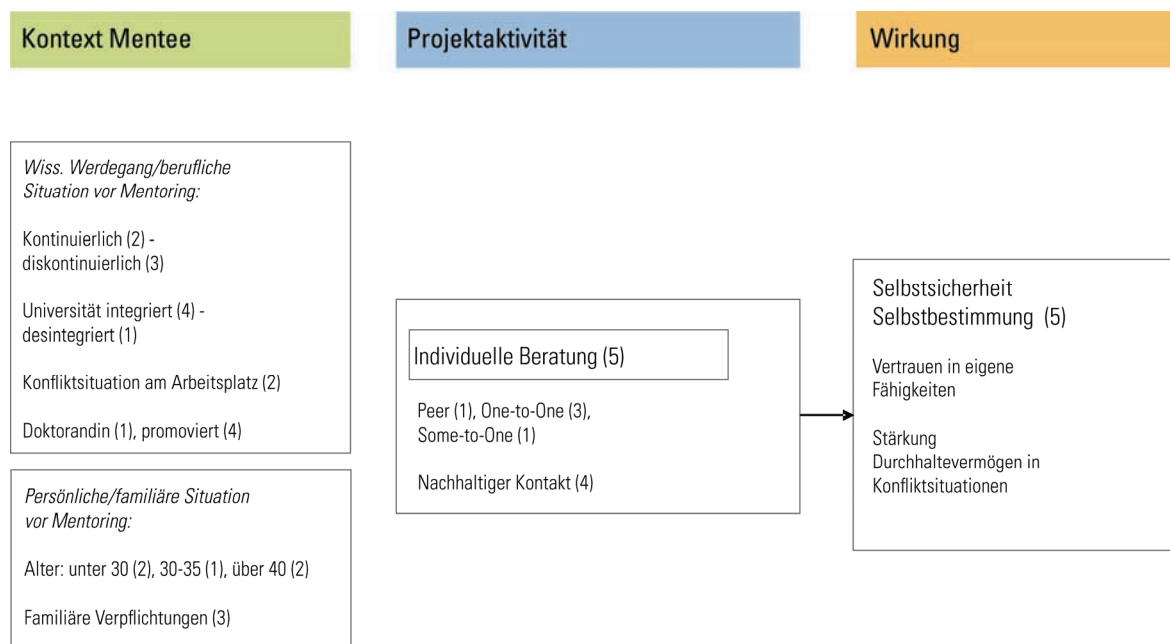 Kontext Mentee
Projektaktivität
Wirkung
Wiss. Werdegang/berufliche
Situation vor Mentoring:
Kontinuierlich (2) -
diskontinuierlich (3)
Universität integriert (4) -
desintegriert (1)
Konfliktsituation am Arbeitsplatz (2)
Doktorandin (1), promoviert (4)
Persönliche/familiäre Situation
vor Mentoring:
Alter: unter 30 (2), 30-35 (1), über 40 (2)
Familiäre Verpflichtungen (3)
Individuelle Beratung (5)
Peer (1), One-to-One (3),
Some-to-One (1)
Nachhaltiger Kontakt (4)
Selbstsicherheit
Selbstbestimmung (5)
Vertrauen in eigene
Fähigkeiten
Stärkung
Durchhaltevermögen in
Konfliktsituationen